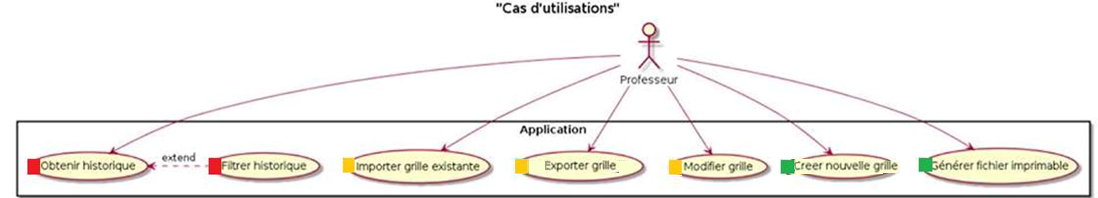 "Cas d'utilisations"
Professeur
Application
Obtenir historique
extend
Filtrer historique
Importer grille existante
Exporter grille
Modifier grille
Creer nouvelle grille
Générer fichier imprimable